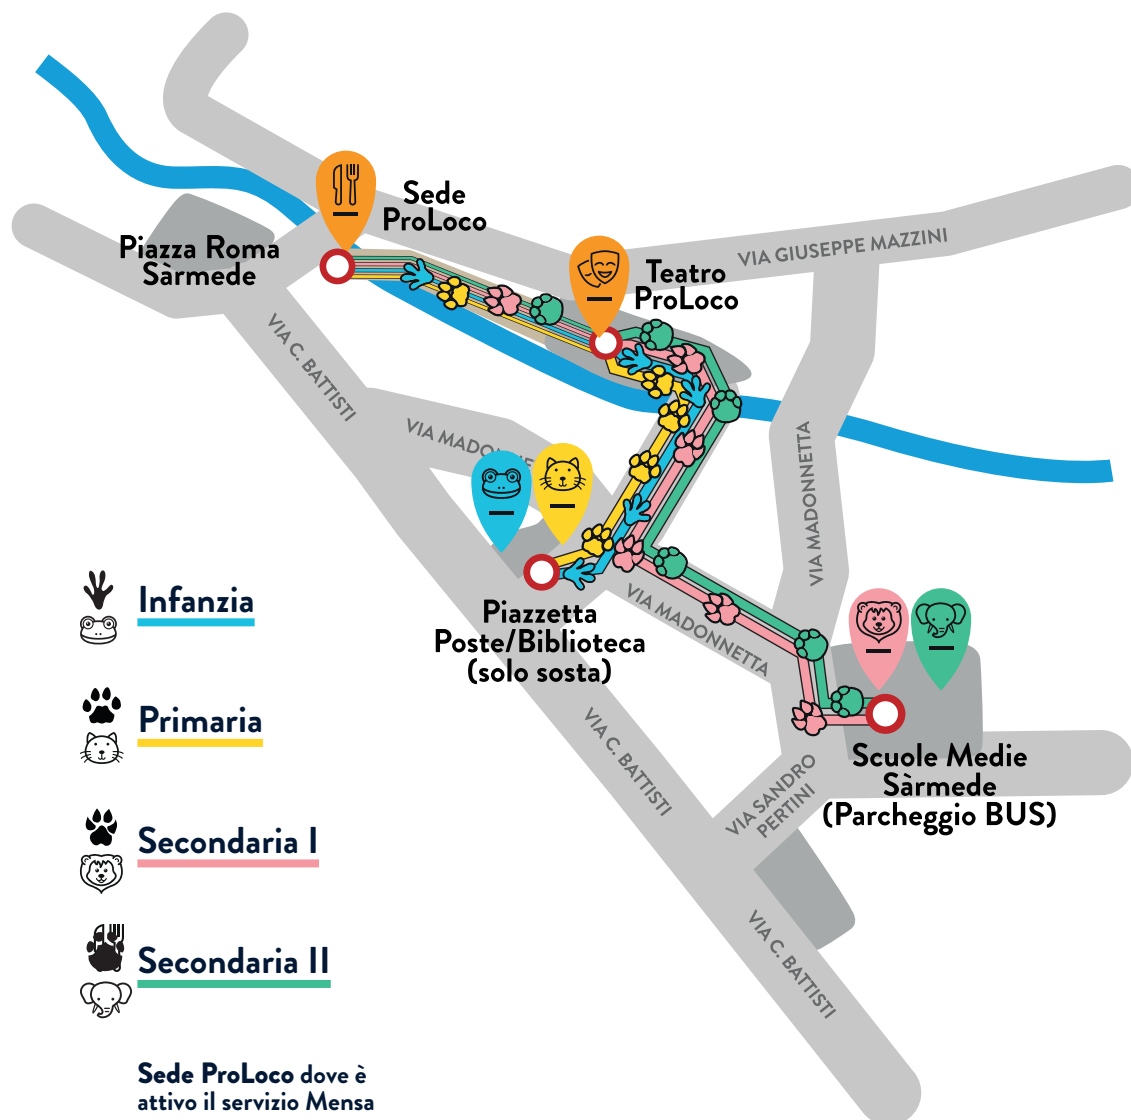 Sede
ProLoco
Piazza Roma
Sàrmede
VIA GIUSEPPE MAZZINI
Teatro
ProLoco
VIA C. BATTISTI
VIA MADONNETTA
Piazzetta
Poste/Biblioteca
(solo sosta)
VIA MADONNETTA
VIA C. BATTISTI
Scuole Medie
Sàrmede
(Parcheggio BUS)
VIA SANDRO
PERTINI
VIA C. BATTISTI
Infanzia
Primaria
Secondaria I
Secondaria II
Sede ProLoco dove è
attivo il servizio Mensa